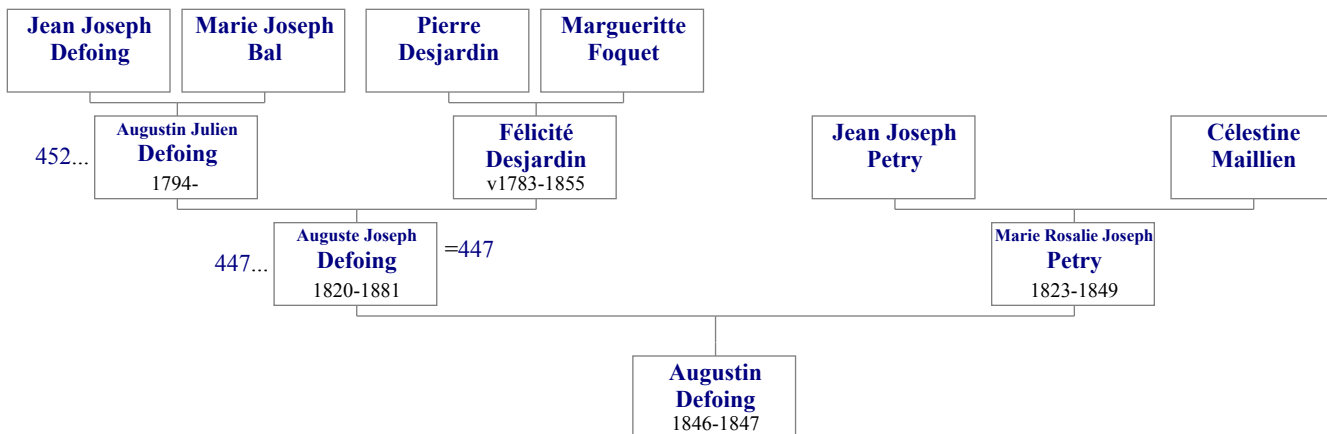 Jean Joseph
Defoing
Marie Joseph
Bal
Pierre
Desjardin
Margueritte
Foquet
452...
Augustin Julien
Defoing
1794-
Félicité
Desjardin
v1783-1855
Jean Joseph
Petry
Célestine
Maillien
447...
Auguste Joseph
Defoing
1820-1881
=447
Marie Rosalie Joseph
Petry
1823-1849
Augustin
Defoing
1846-1847